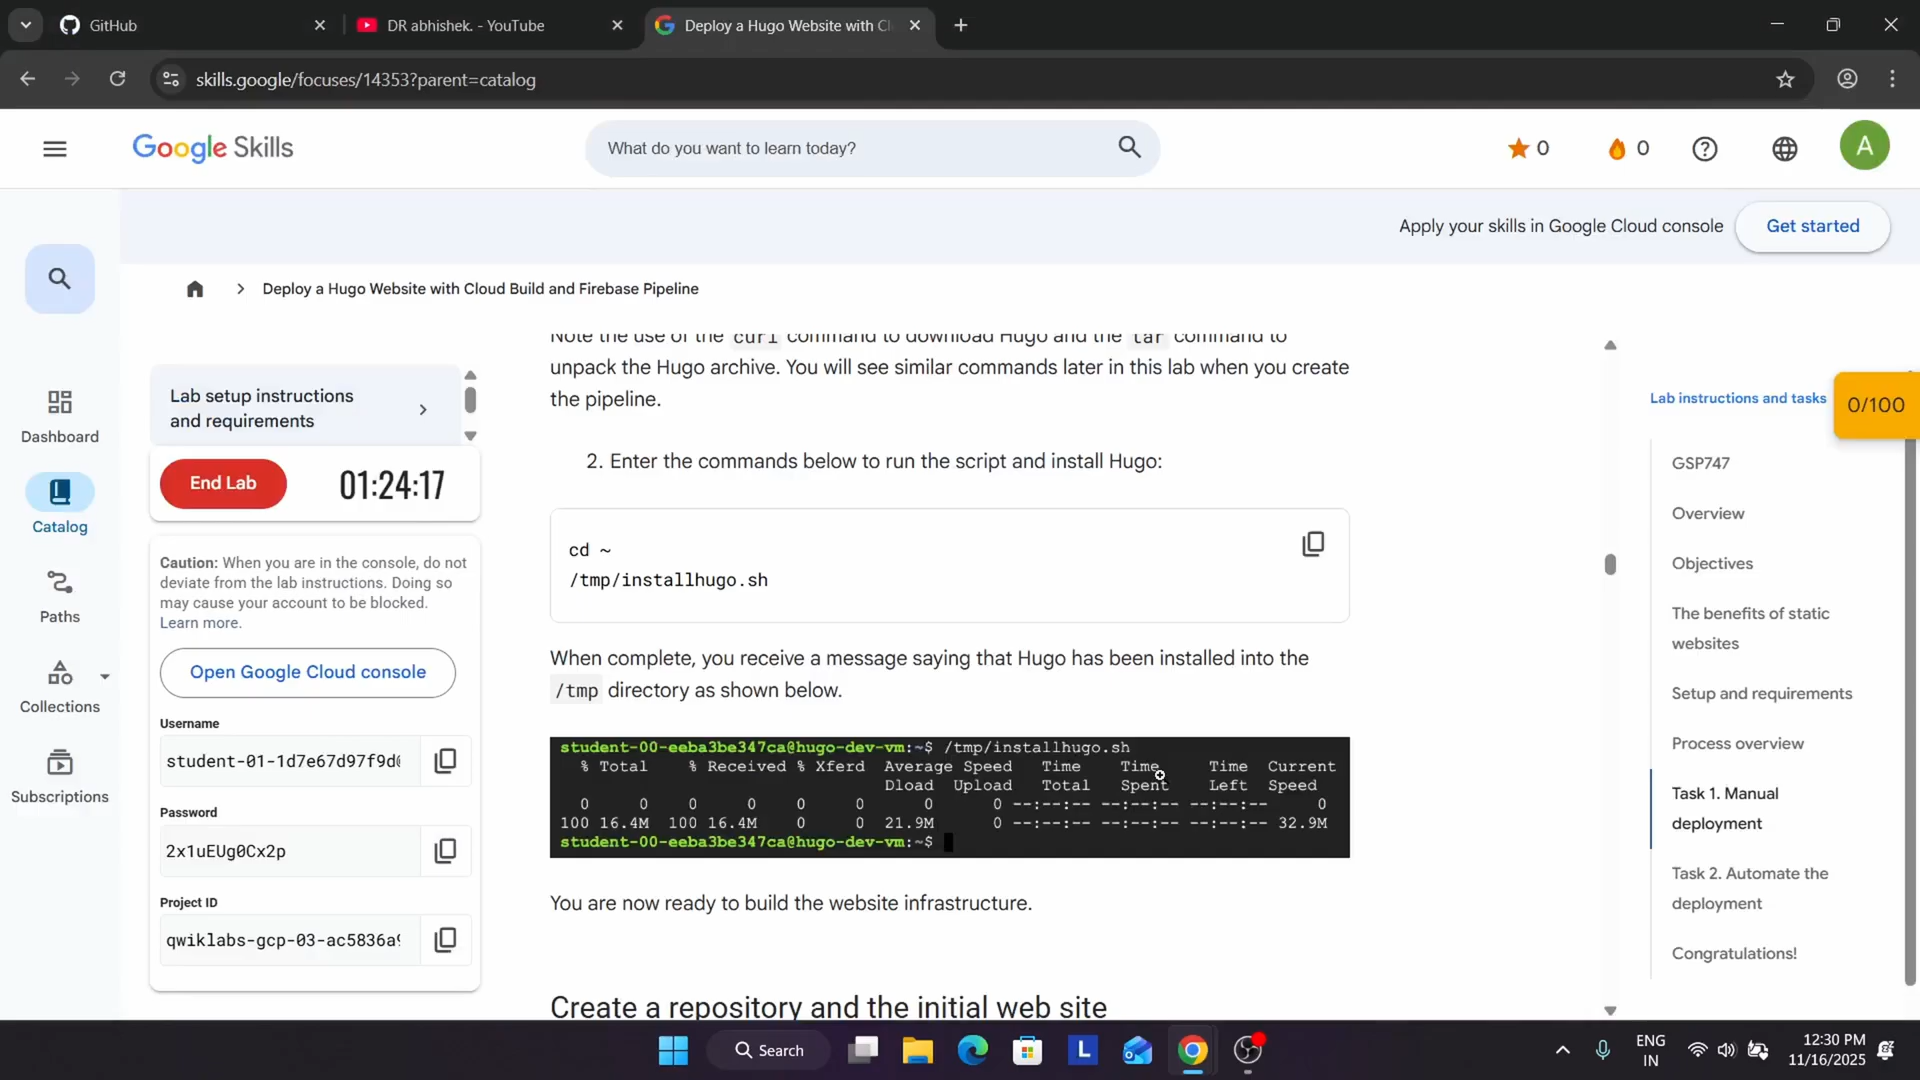 GitHub
DR abhishek. - YouTube
Deploy a Hugo Website with Cl
skills.google/focuses/14353?parent=catalog
Google Skills
What do you want to learn today?
0
0
A
Apply your skills in Google Cloud console
Get started
Deploy a Hugo Website with Cloud Build and Firebase Pipeline
Dashboard
Catalog
Paths
Collections
Subscriptions
Lab setup instructions
and requirements
End Lab
01:24:17
Caution: When you are in the console, do not
deviate from the lab instructions. Doing so
may cause your account to be blocked.
Learn more.
Open Google Cloud console
Username
student-01-1d7e67d97f9d
Password
2x1uEUg0Cx2p
Project ID
qwiklabs-gcp-03-ac5836a
Note the use of the curl command to download Hugo and the tar command to
unpack the Hugo archive. You will see similar commands later in this lab when you create
the pipeline.
2. Enter the commands below to run the script and install Hugo:
cd ~
/tmp/installhugo.sh
When complete, you receive a message saying that Hugo has been installed into the
/tmp directory as shown below.
student-00-eeba3be347ca@hugo-dev-vm:~$ /tmp/installhugo.sh
% Total % Received % Xferd Average Speed Time Time Time Current
Dload Upload Total Spent Left Speed
0 0 0 0 0 0 0 0 --:--:-- --:--:-- --:--:-- 0
100 16.4M 100 16.4M 0 0 21.9M 0 --:--:-- --:--:-- --:--:-- 32.9M
student-00-eeba3be347ca@hugo-dev-vm:~$
You are now ready to build the website infrastructure.
Create a repository and the initial web site
Lab instructions and tasks
0/100
GSP747
Overview
Objectives
The benefits of static
websites
Setup and requirements
Process overview
Task 1. Manual
deployment
Task 2. Automate the
deployment
Congratulations!
Search
L
ENG
IN
12:30 PM
11/16/2025